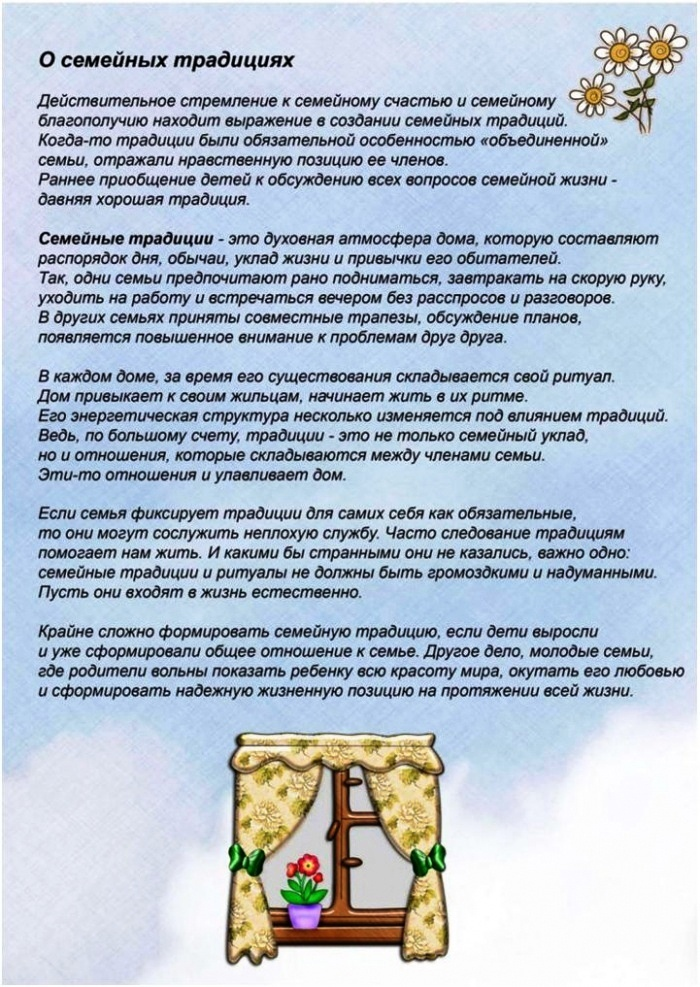 О семейных традициях
Действительное стремление к семейному счастью и семейному
благополучию находит выражение в создании семейных традиций.
Когда-то традиции были обязательной особенностью «объединенной»
семьи, отражали нравственную позицию ее членов.
Раннее приобщение детей к обсуждению всех вопросов семейной жизни -
давняя хорошая традиция.
Семейные традиции - это духовная атмосфера дома, которую составляют
распорядок дня, обычаи, уклад жизни и привычки его обитателей.
Так, одни семьи предпочитают рано подниматься, завтракать на скорую руку,
уходить на работу и встречаться вечером без расспросов и разговоров.
В других семьях приняты совместные трапезы, обсуждение планов,
появляется повышенное внимание к проблемам друг друга.
В каждом доме, за время его существования складывается свой ритуал.
Дом привыкает к своим жильцам, начинает жить в их ритме.
Его энергетическая структура несколько изменяется под влиянием традиций.
Ведь, по большому счету, традиции - это не только семейный уклад,
но и отношения, которые складываются между членами семьи.
Эти-то отношения и улавливает дом.
Если семья фиксирует традиции для самих себя как обязательные,
то они могут сослужить неплохую службу. Часто следование традициям
помогает нам жить. И какими бы странными они не казались, важно одно:
семейные традиции и ритуалы не должны быть громоздкими и надуманными.
Пусть они входят в жизнь естественно.
Крайне сложно формировать семейную традицию, если дети выросли
и уже сформировали общее отношение к семье. Другое дело, молодые семьи,
где родители вольны показать ребенку всю красоту мира, окутать его любовью
и сформировать надежную жизненную позицию на протяжении всей жизни.